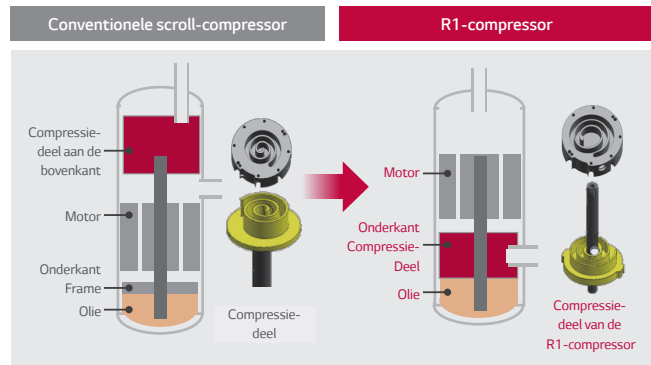 Conventionele scroll-compressor
R1-compressor
Compressie-
deel aan de
bovenkant
Motor
Onderkant
Frame
Olie
Compressie-
deel
Motor
Onderkant
Compressie-
Deel
Olie
Compressie-
deel van de
R1-compressor